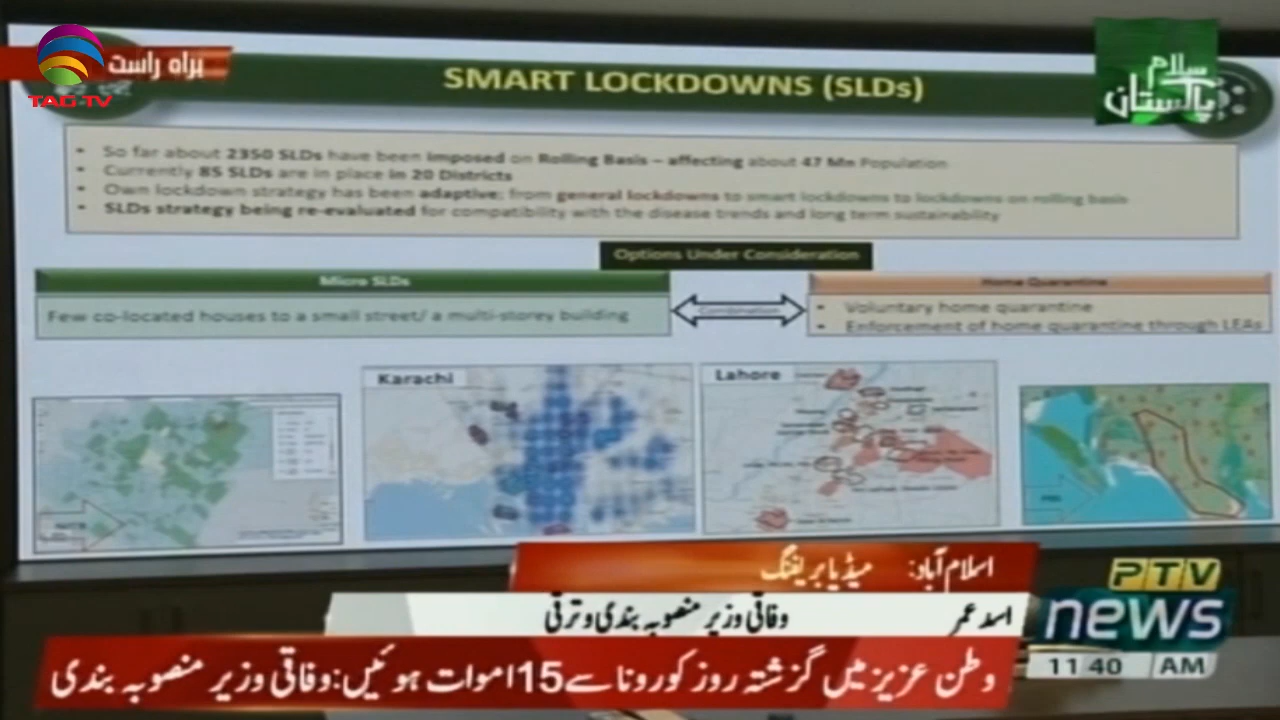 براہ راست
TAG TV
سلام
پاکستان
SMART LOCKDOWNS (SLDs)
• So far about 2350 SLDs have been imposed on Rolling Basis – affecting about 47 Mn Population
• Currently 85 SLDs are in place in 20 Districts
• Own lockdown strategy has been adaptive; from general lockdowns to smart lockdowns to lockdowns on rolling basis
• SLDs strategy being re-evaluated for compatibility with the disease trends and long term sustainability
Options Under Consideration
Micro SLDs
Few co-located houses to a small street/ a multi-storey building
Combination
Home Quarantine
• Voluntary home quarantine
• Enforcement of home quarantine through LEAs
Karachi
Lahore
اسلام آباد: میڈیا بریفنگ
اسد عمر وفاقی وزیر منصوبہ بندی و ترقی
وطن عزیز میں گزشتہ روز کورونا سے 15 اموات ہوئیں: وفاقی وزیر منصوبہ بندی
PTV
news
11 40 AM